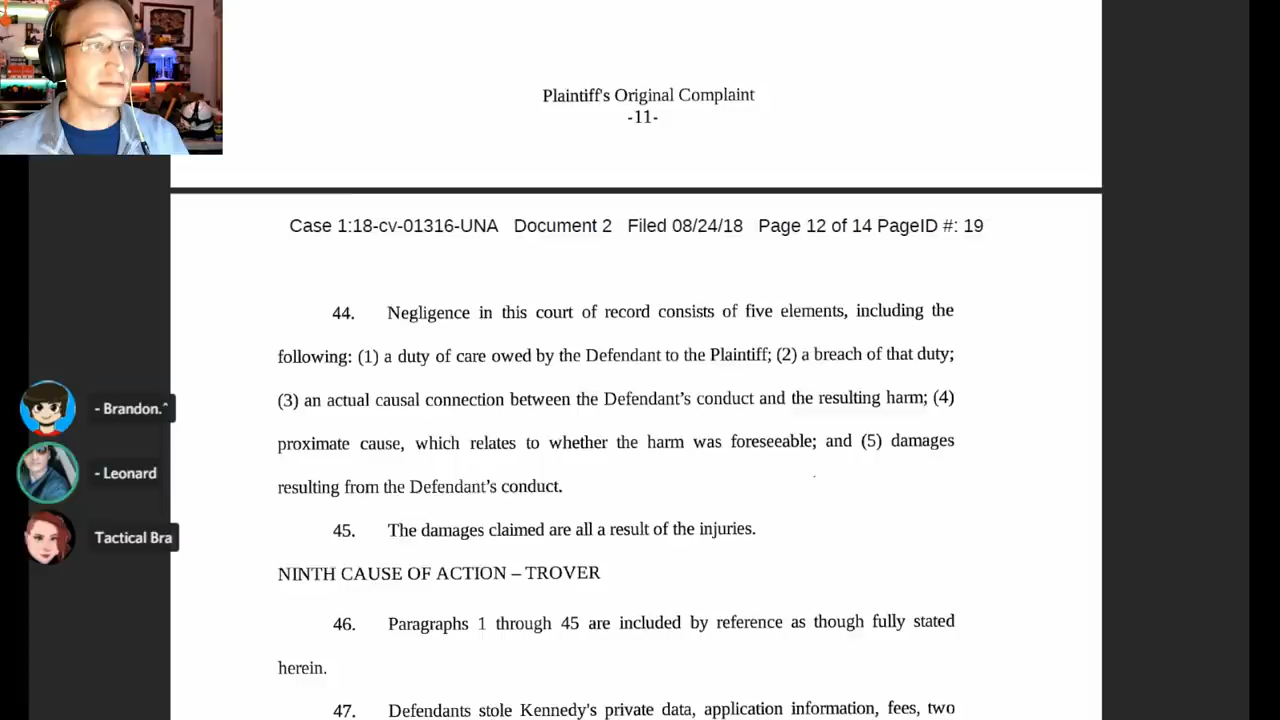 Plaintiff's Original Complaint
-11-
Case 1:18-cv-01316-UNA Document 2 Filed 08/24/18 Page 12 of 14 PageID #: 19
44. Negligence in this court of record consists of five elements, including the
following: (1) a duty of care owed by the Defendant to the Plaintiff; (2) a breach of that duty;
(3) an actual causal connection between the Defendant's conduct and the resulting harm; (4)
proximate cause, which relates to whether the harm was foreseeable; and (5) damages
resulting from the Defendant's conduct.
45. The damages claimed are all a result of the injuries.
NINTH CAUSE OF ACTION – TROVER
46. Paragraphs 1 through 45 are included by reference as though fully stated
herein.
47. Defendants stole Kennedy's private data, application information, fees, two
- Brandon.^
- Leonard
Tactical Bra